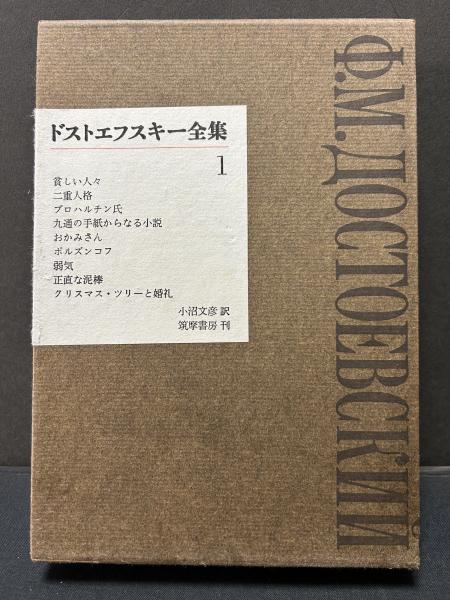 ドストエフスキー全集
1
貧しい人々
二重人格
プロハルチン氏
九通の手紙からなる小説
おかみさん
ポルズンコフ
弱気
正直な泥棒
クリスマス・ツリーと婚礼
小沼文彦 訳
筑摩書房 刊
Ф.М.ДОСТОЕВСКИЙ